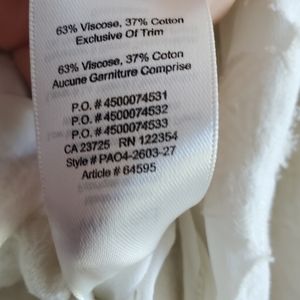 63% Viscose, 37% Cotton
Exclusive Of Trim
63% Viscose, 37% Coton
Aucune Garniture Comprise
P.O. # 4500074531
P.O. # 4500074532
P.O. # 4500074533
CA 23725 RN 122354
Style # PAO4-2603-27
Article # 64595